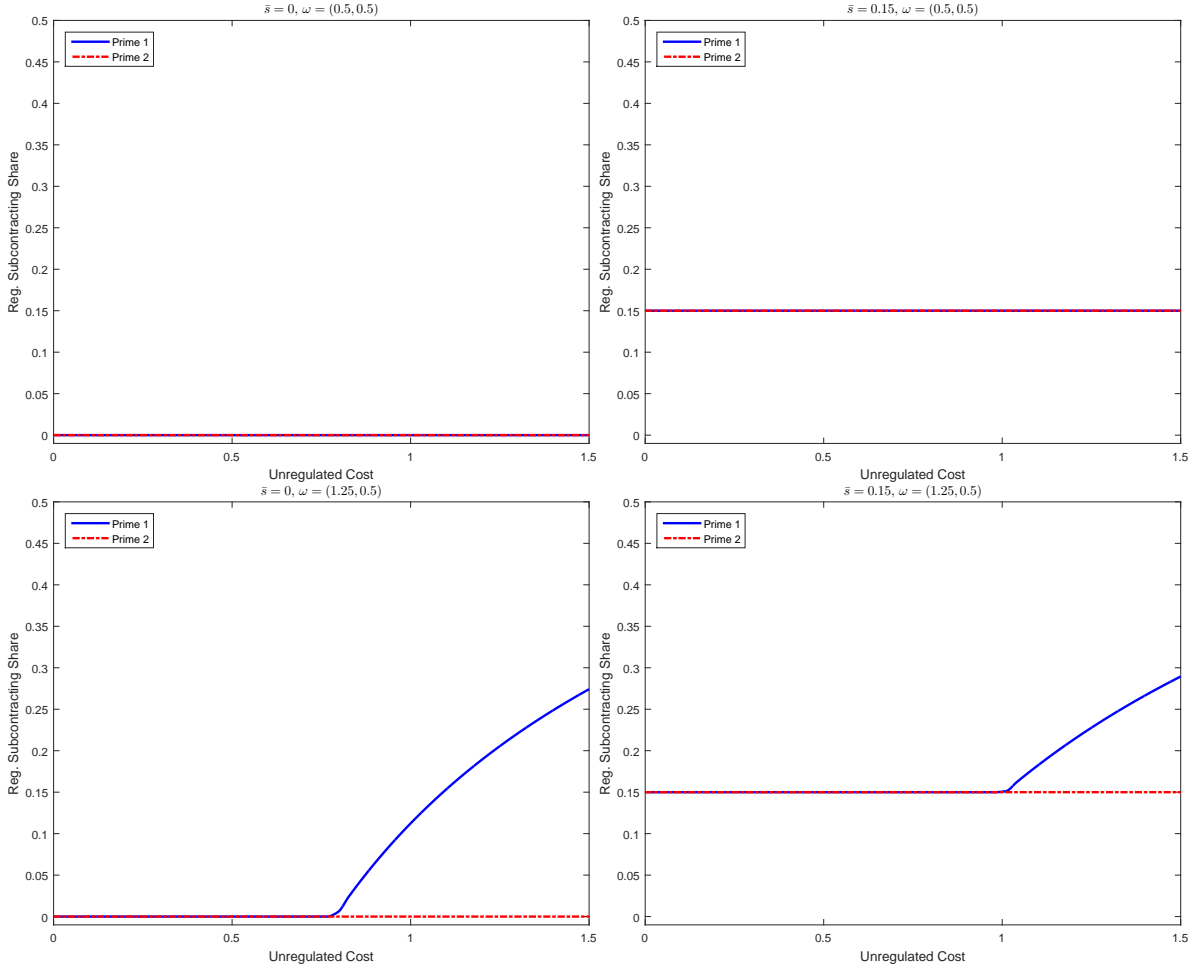 s̄ = 0, ω = (0.5, 0.5)
Prime 1
Prime 2
Reg. Subcontracting Share
0.5
0.45
0.4
0.35
0.3
0.25
0.2
0.15
0.1
0.05
0
0 0.5 1 1.5
Unregulated Cost
s̄ = 0.15, ω = (0.5, 0.5)
Prime 1
Prime 2
Reg. Subcontracting Share
0.5
0.45
0.4
0.35
0.3
0.25
0.2
0.15
0.1
0.05
0
0 0.5 1 1.5
Unregulated Cost
s̄ = 0, ω = (1.25, 0.5)
Prime 1
Prime 2
Reg. Subcontracting Share
0.5
0.45
0.4
0.35
0.3
0.25
0.2
0.15
0.1
0.05
0
0 0.5 1 1.5
Unregulated Cost
s̄ = 0.15, ω = (1.25, 0.5)
Prime 1
Prime 2
Reg. Subcontracting Share
0.5
0.45
0.4
0.35
0.3
0.25
0.2
0.15
0.1
0.05
0
0 0.5 1 1.5
Unregulated Cost